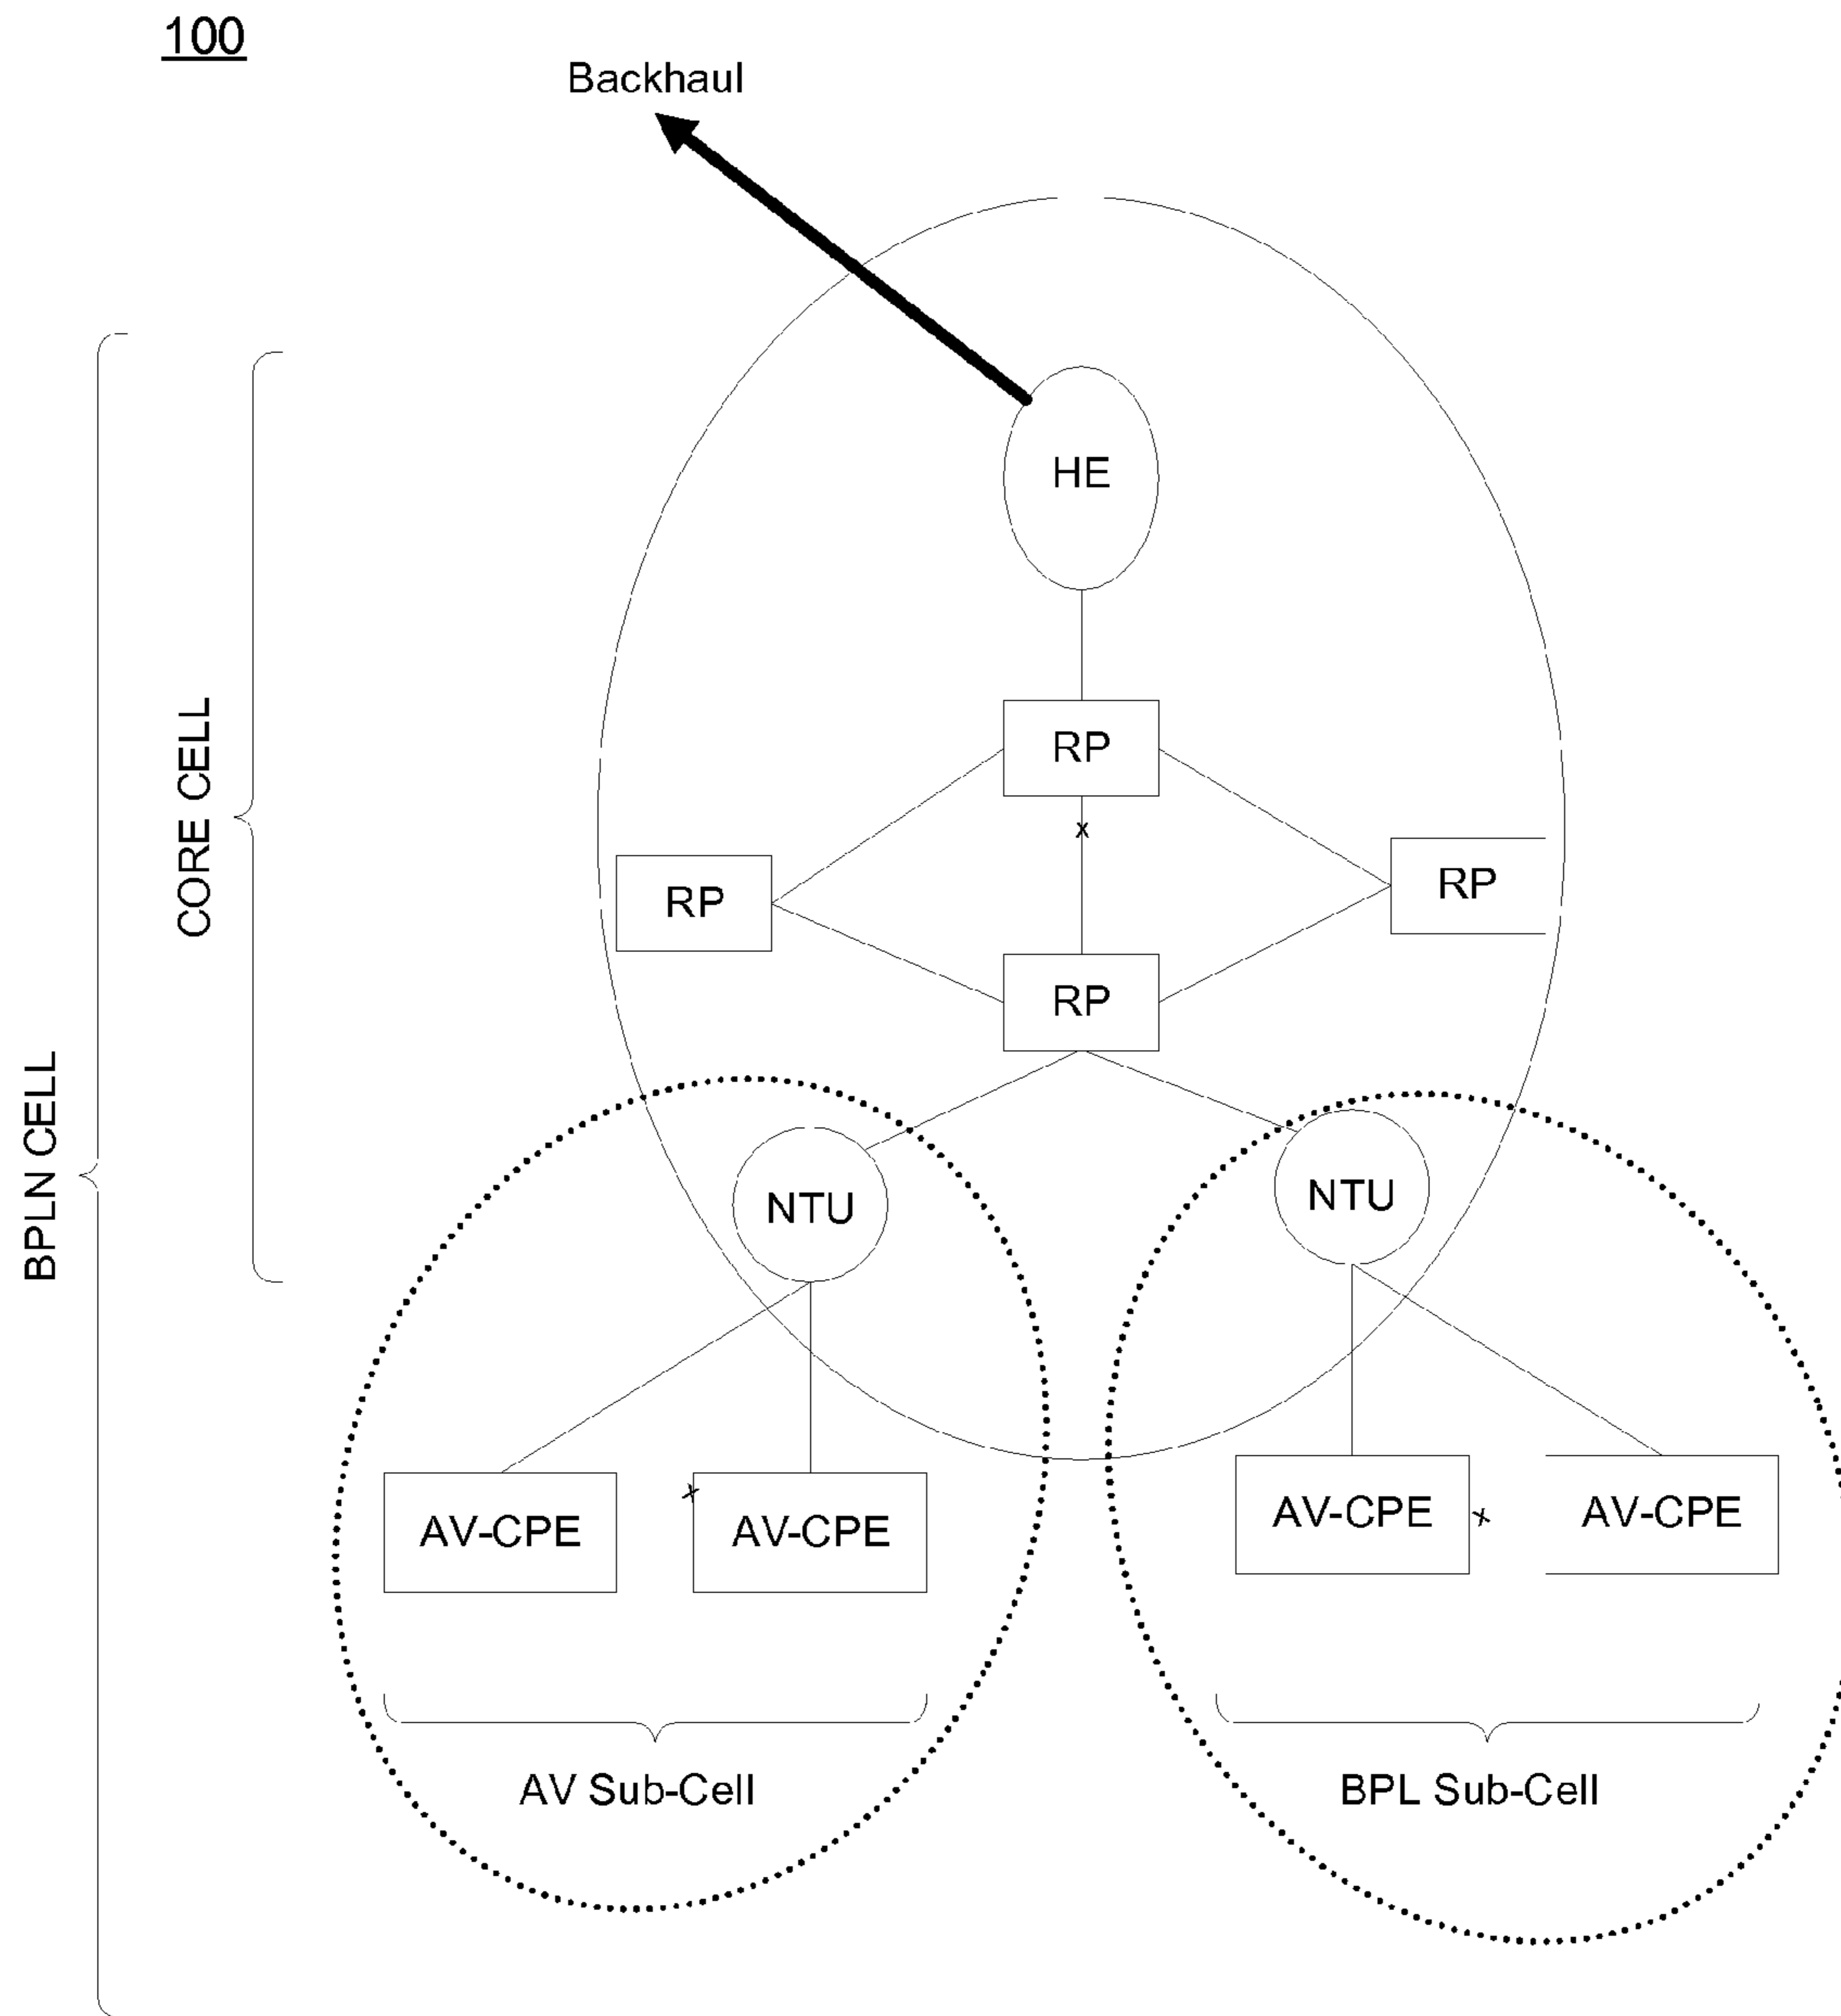 100
Backhaul
HE
RP
x
RP
RP
RP
CORE CELL
BPLN CELL
NTU
NTU
AV-CPE
x
AV-CPE
AV-CPE
x
AV-CPE
AV Sub-Cell
BPL Sub-Cell